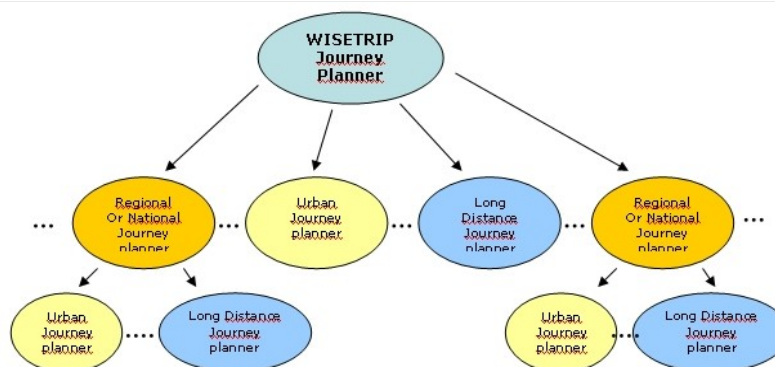 WISETRIP
Journey
Planner
Regional
Or National
Journey
planner
Urban
Journey
planner
Long
Distance
Journey
planner
Regional
Or National
Journey
planner
Urban
Journey
planner
Long Distance
Journey
planner
Urban
Journey
planner
Long Distance
Journey
planner